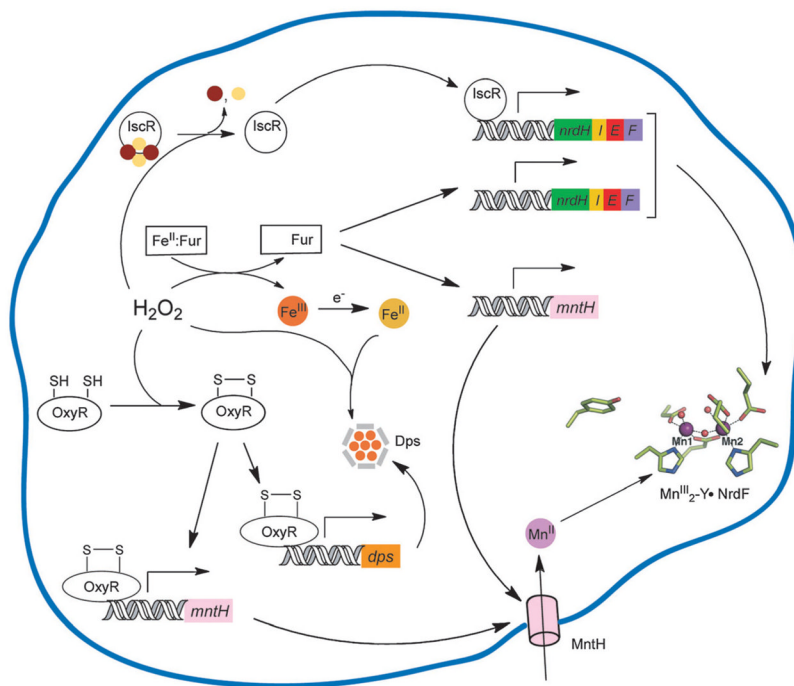 IscR
,
IscR
IscR
nrdH I E F
nrdH I E F
Fe^II:Fur
Fur
H₂O₂
Fe^III
e⁻
Fe^II
mntH
SH SH
OxyR
S—S
OxyR
Dps
Mn1 Mn2
Mn^III₂-Y• NrdF
S—S
OxyR
dps
Mn^II
S—S
OxyR
mntH
MntH